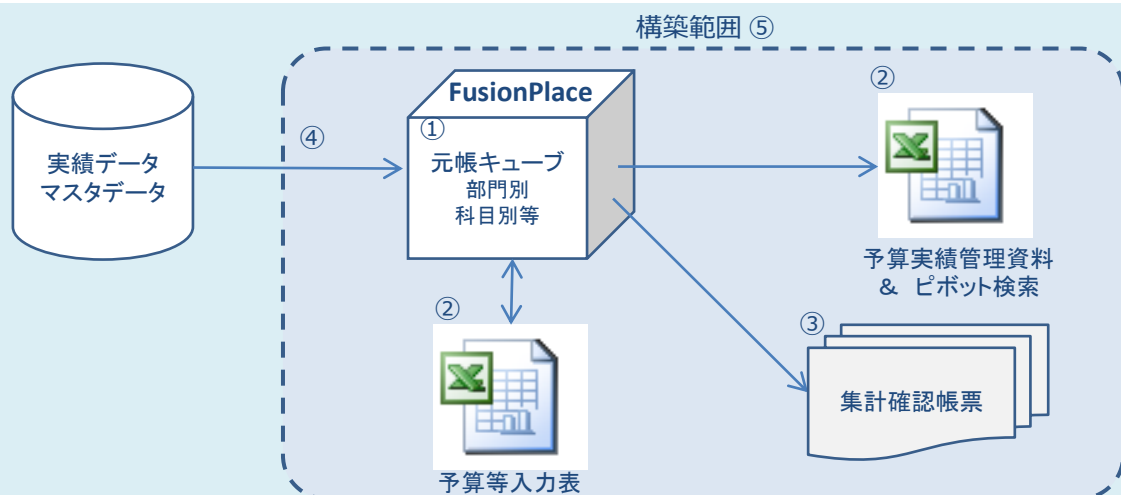 構築範囲 ⑤
実績データ
マスタデータ
④
FusionPlace
①
元帳キューブ
部門別
科目別等
②
予算実績管理資料
& ピボット検索
②
予算等入力表
③
集計確認帳票